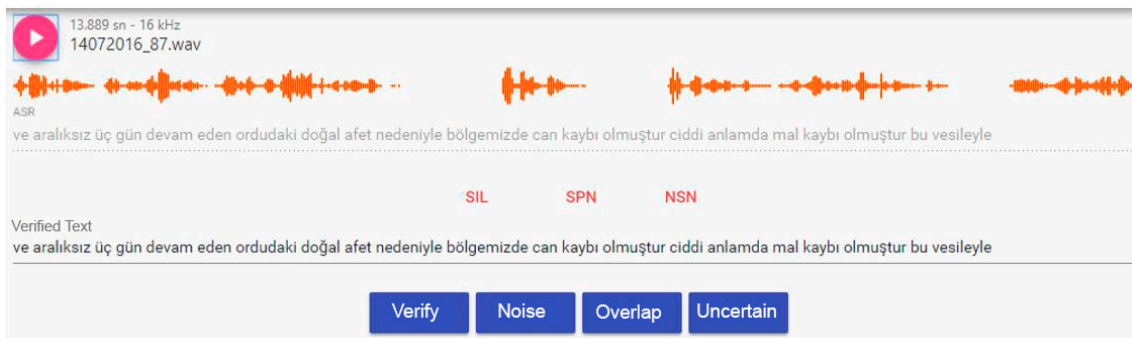 13.889 sn - 16 kHz
14072016_87.wav
ASR
ve aralıksız üç gün devam eden ordudaki doğal afet nedeniyle bölgemizde can kaybı olmuştur ciddi anlamda mal kaybı olmuştur bu vesileyle
SIL SPN NSN
Verified Text
ve aralıksız üç gün devam eden ordudaki doğal afet nedeniyle bölgemizde can kaybı olmuştur ciddi anlamda mal kaybı olmuştur bu vesileyle
Verify Noise Overlap Uncertain